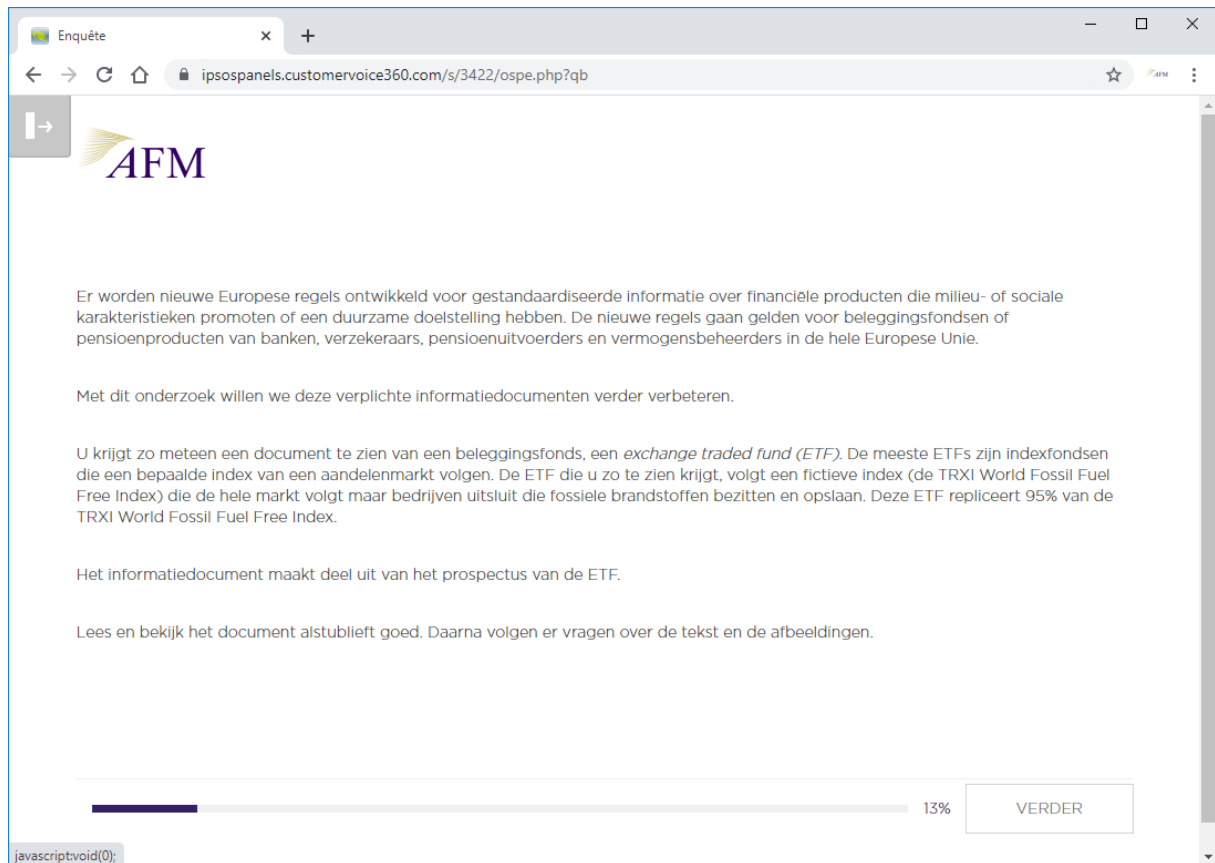 Enquête
ipsospanels.customervoice360.com/s/3422/ospe.php?qb
AFM
AFM
Er worden nieuwe Europese regels ontwikkeld voor gestandaardiseerde informatie over financiële producten die milieu- of sociale
karakteristieken promoten of een duurzame doelstelling hebben. De nieuwe regels gaan gelden voor beleggingsfondsen of
pensioenproducten van banken, verzekeraars, pensioenuitvoerders en vermogensbeheerders in de hele Europese Unie.
Met dit onderzoek willen we deze verplichte informatiedocumenten verder verbeteren.
U krijgt zo meteen een document te zien van een beleggingsfonds, een exchange traded fund (ETF). De meeste ETFs zijn indexfondsen
die een bepaalde index van een aandelenmarkt volgen. De ETF die u zo te zien krijgt, volgt een fictieve index (de TRXI World Fossil Fuel
Free Index) die de hele markt volgt maar bedrijven uitsluit die fossiele brandstoffen bezitten en opslaan. Deze ETF repliceert 95% van de
TRXI World Fossil Fuel Free Index.
Het informatiedocument maakt deel uit van het prospectus van de ETF.
Lees en bekijk het document alstublieft goed. Daarna volgen er vragen over de tekst en de afbeeldingen.
13%
VERDER
javascript:void(0);